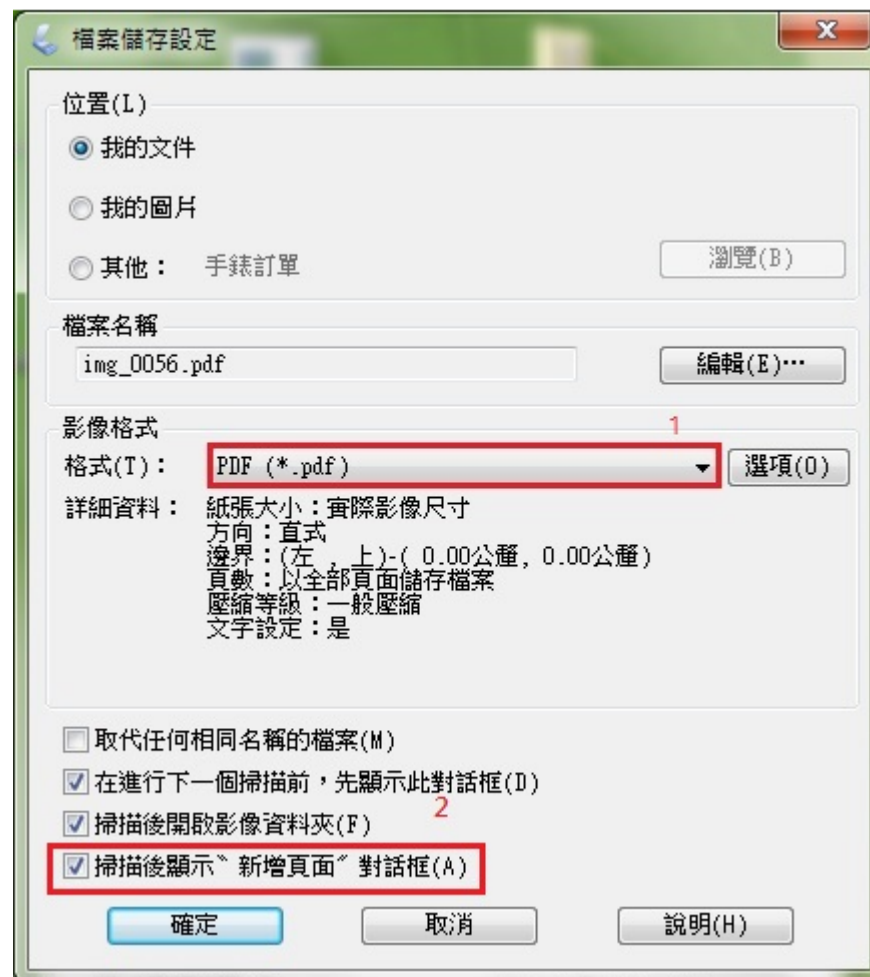 檔案儲存設定
位置(L)
我的文件
我的圖片
其他： 手錶訂單 瀏覽(B)
檔案名稱
img_0056.pdf 編輯(E)…
影像格式
1
格式(T)： PDF (*.pdf) 選項(O)
詳細資料： 紙張大小：實際影像尺寸
方向：直式
邊界：(左 , 上)-( 0.00公釐, 0.00公釐)
頁數：以全部頁面儲存檔案
壓縮等級：一般壓縮
文字設定：是
取代任何相同名稱的檔案(M)
在進行下一個掃描前，先顯示此對話框(D)
2
掃描後開啟影像資料夾(F)
掃描後顯示〝新增頁面〞對話框(A)
確定 取消 說明(H)